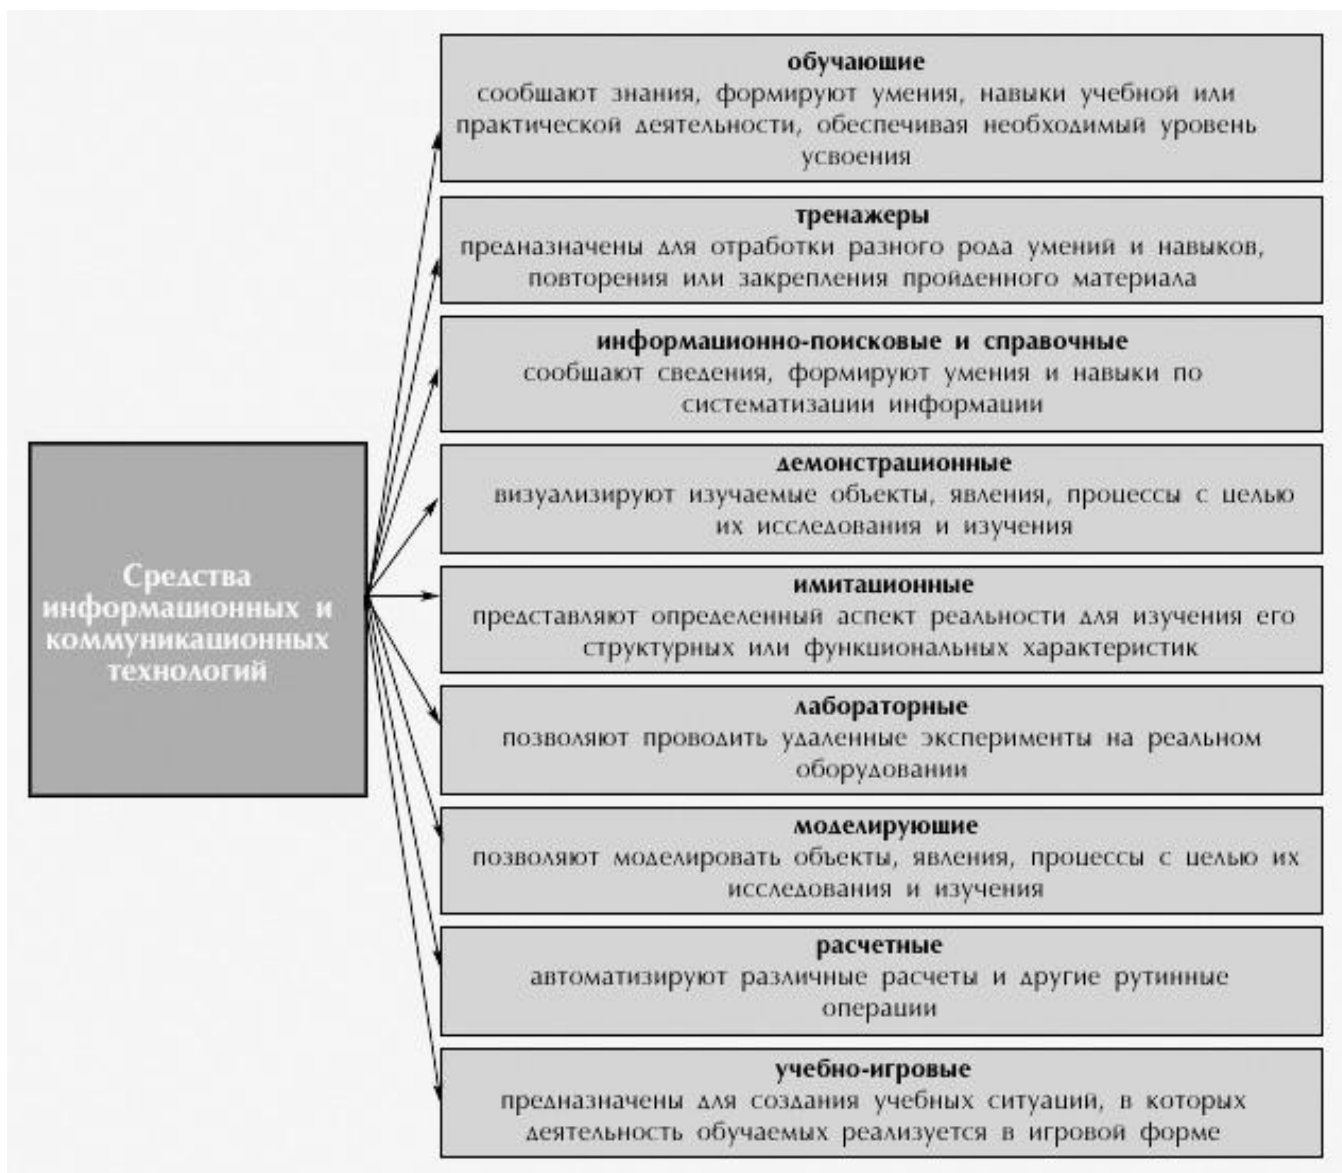 обучающие
сообщают знания, формируют умения, навыки учебной или
практической деятельности, обеспечивая необходимый уровень
усвоения
тренажеры
предназначены для отработки разного рода умений и навыков,
повторения или закрепления пройденного материала
информационно-поисковые и справочные
сообщают сведения, формируют умения и навыки по
систематизации информации
демонстрационные
визуализируют изучаемые объекты, явления, процессы с целью
их исследования и изучения
Средства
информационных и
коммуникационных
технологий
имитационные
представляют определенный аспект реальности для изучения его
структурных или функциональных характеристик
лабораторные
позволяют проводить удаленные эксперименты на реальном
оборудовании
моделирующие
позволяют моделировать объекты, явления, процессы с целью их
исследования и изучения
расчетные
автоматизируют различные расчеты и другие рутинные
операции
учебно-игровые
предназначены для создания учебных ситуаций, в которых
деятельность обучаемых реализуется в игровой форме